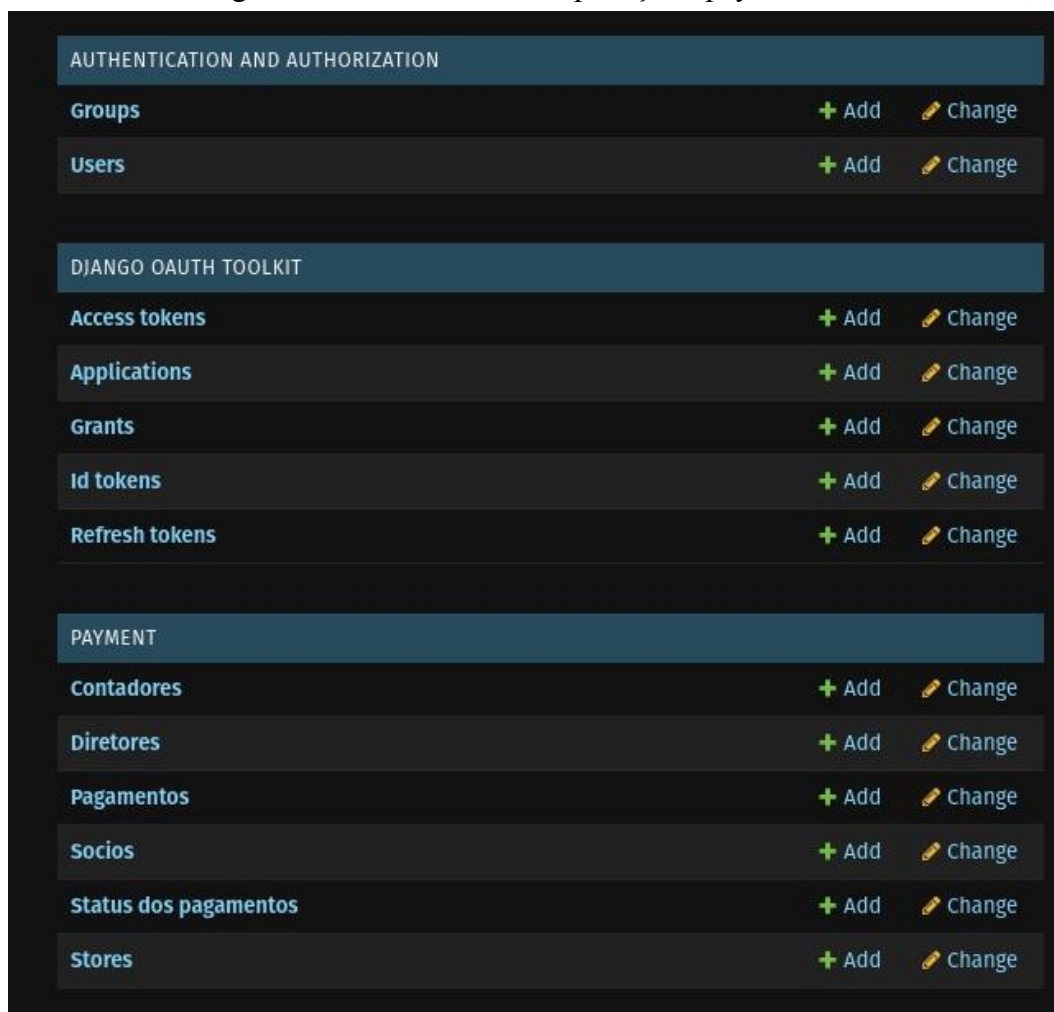 AUTHENTICATION AND AUTHORIZATION
Groups Add Change
Users Add Change
DJANGO OAUTH TOOLKIT
Access tokens Add Change
Applications Add Change
Grants Add Change
Id tokens Add Change
Refresh tokens Add Change
PAYMENT
Contadores Add Change
Diretores Add Change
Pagamentos Add Change
Socios Add Change
Status dos pagamentos Add Change
Stores Add Change